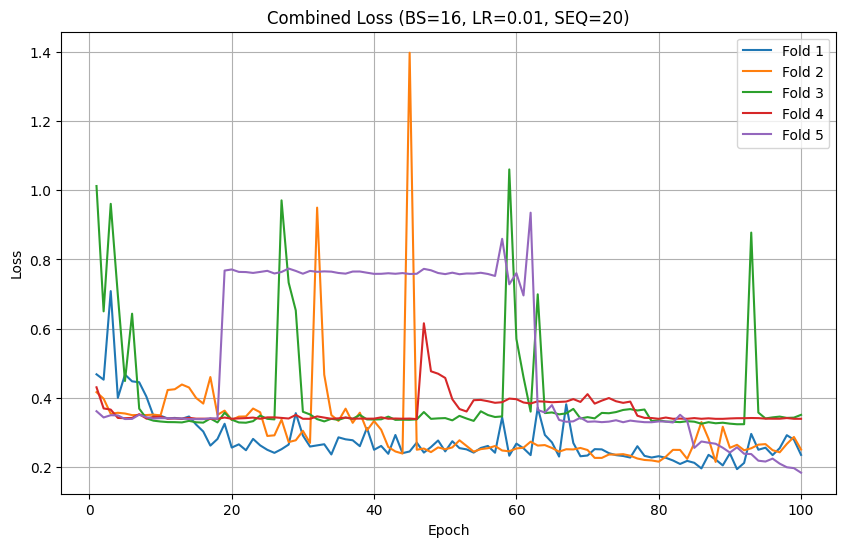 Combined Loss (BS=16, LR=0.01, SEQ=20)
Loss
1.4
1.2
1.0
0.8
0.6
0.4
0.2
Fold 1
Fold 2
Fold 3
Fold 4
Fold 5
0 20 40 60 80 100
Epoch